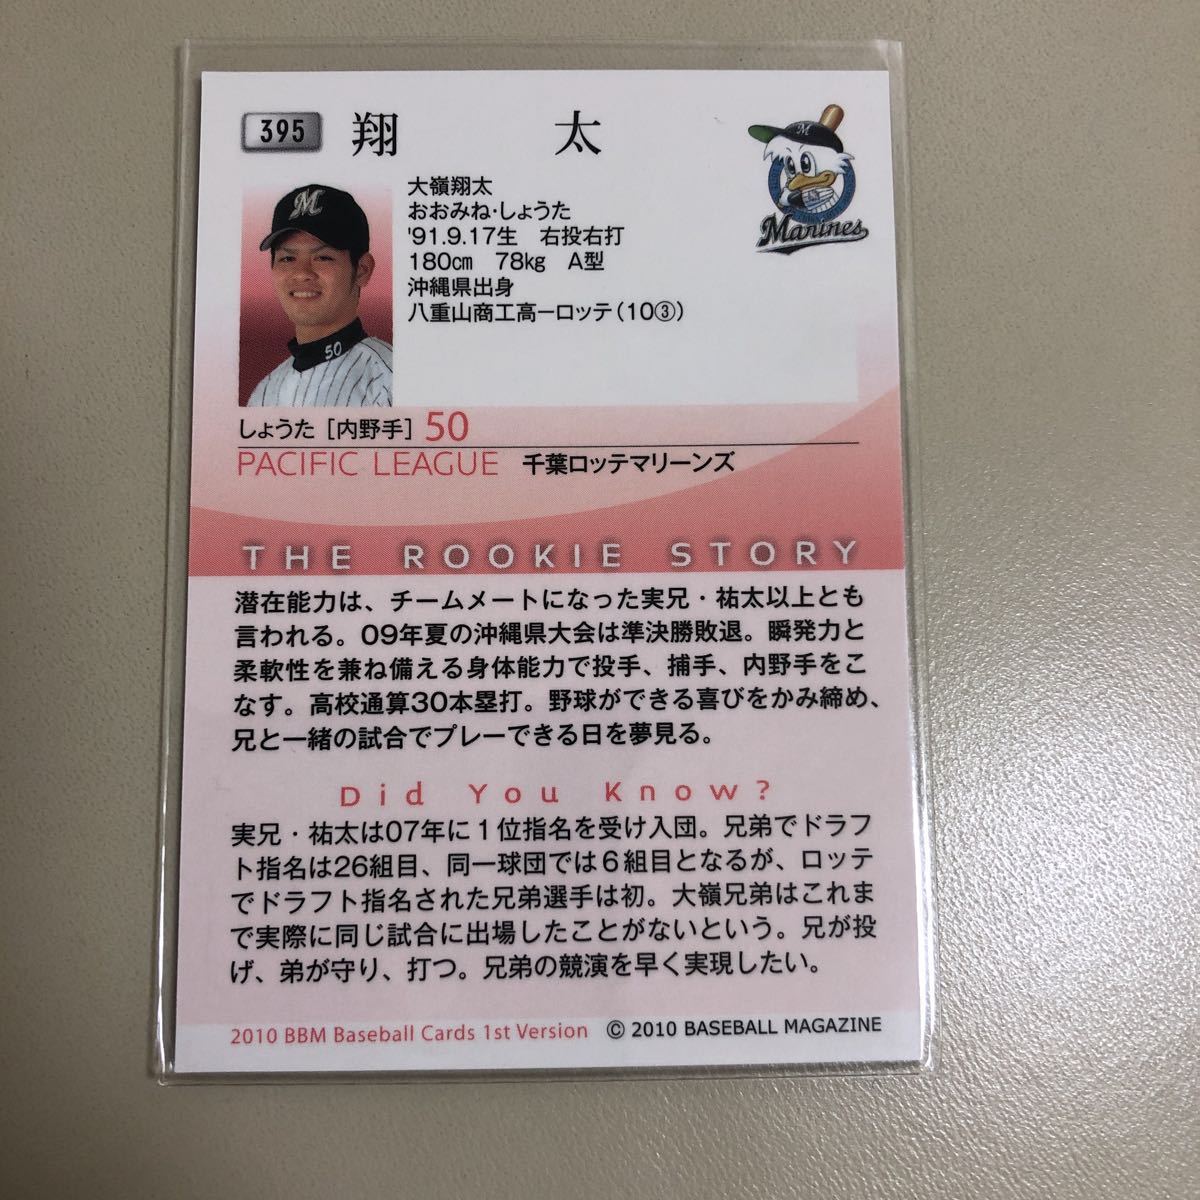 395 翔 太
M
Marines
大嶺翔太
おおみね・しょうた
'91.9.17生 右投右打
180㎝ 78㎏ A型
沖縄県出身
八重山商工高ーロッテ(10③)
M
50
しょうた [内野手] 50
PACIFIC LEAGUE 千葉ロッテマリーンズ
THE ROOKIE STORY
潜在能力は、チームメートになった実兄・祐太以上とも
言われる。09年夏の沖縄県大会は準決勝敗退。瞬発力と
柔軟性を兼ね備える身体能力で投手、捕手、内野手をこ
なす。高校通算30本塁打。野球ができる喜びをかみ締め、
兄と一緒の試合でプレーできる日を夢見る。
Did You Know?
実兄・祐太は07年に1位指名を受け入団。兄弟でドラ
フト指名は26組目、同一球団では6組目となるが、ロッテ
でドラフト指名された兄弟選手は初。大嶺兄弟はこれま
で実際に同じ試合に出場したことがないという。兄が投
げ、弟が守り、打つ。兄弟の競演を早く実現したい。
2010 BBM Baseball Cards 1st Version © 2010 BASEBALL MAGAZINE